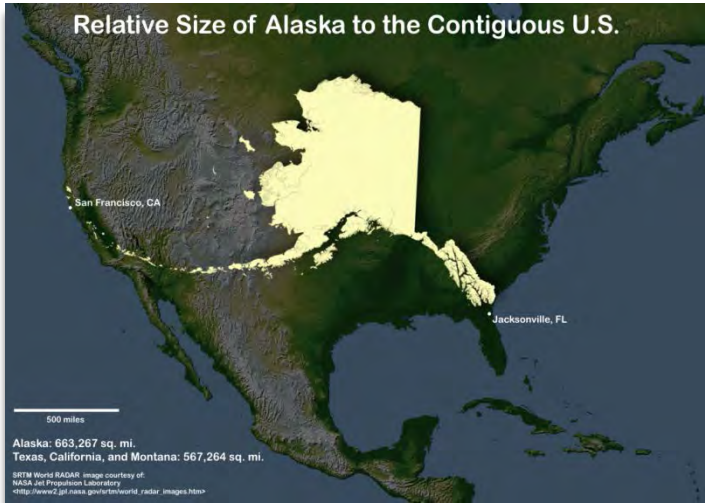 Relative Size of Alaska to the Contiguous U.S.
San Francisco, CA
Jacksonville, FL
500 miles
Alaska: 663,267 sq. mi.
Texas, California, and Montana: 567,264 sq. mi.
SRTM World RADAR image courtesy of:
NASA Jet Propulsion Laboratory
<http://www2.jpl.nasa.gov/srtm/world_radar_images.htm>